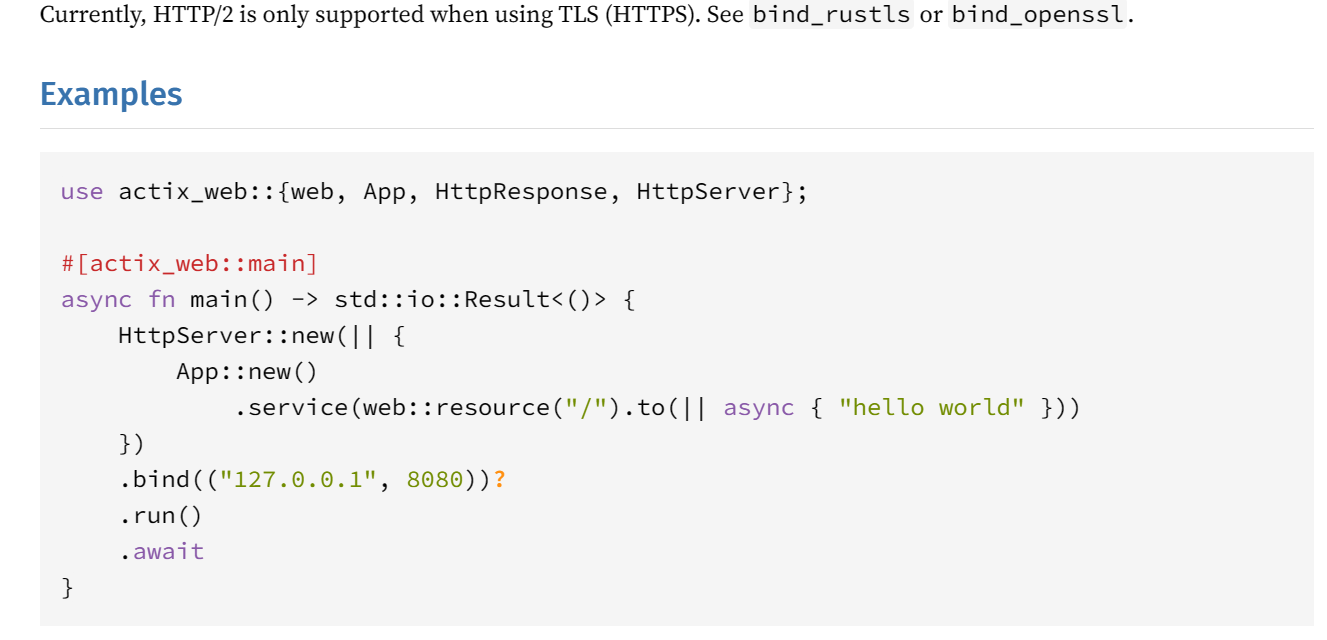 Currently, HTTP/2 is only supported when using TLS (HTTPS). See bind_rustls or bind_openssl.
Examples
use actix_web::{web, App, HttpResponse, HttpServer};
#[actix_web::main]
async fn main() -> std::io::Result<()> {
    HttpServer::new(|| {
        App::new()
            .service(web::resource("/").to(|| async { "hello world" }))
    })
    .bind(("127.0.0.1", 8080))?
    .run()
    .await
}